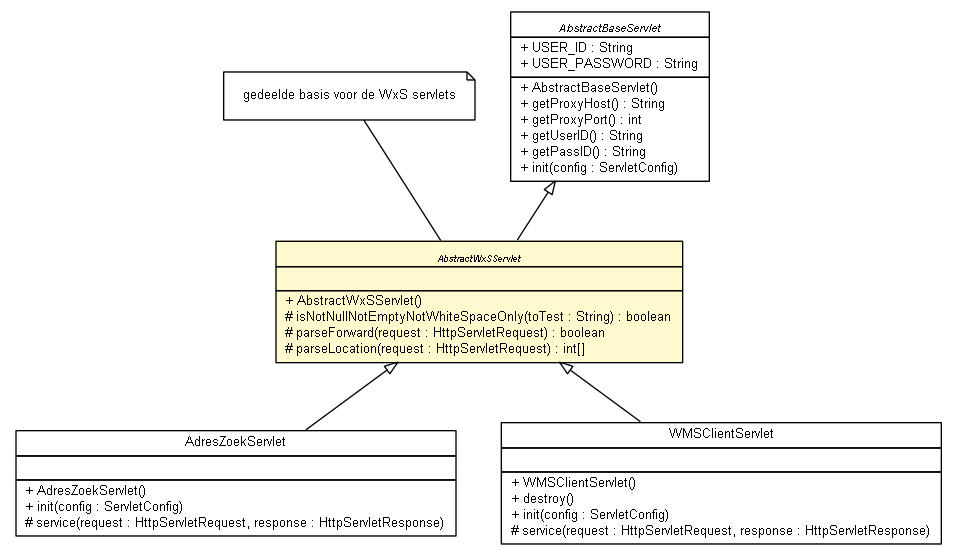 AbstractBaseServlet
+ USER_ID : String
+ USER_PASSWORD : String
+ AbstractBaseServlet()
+ getProxyHost() : String
+ getProxyPort() : int
+ getUserID() : String
+ getPassID() : String
+ init(config : ServletConfig)
gedeelde basis voor de WxS servlets
AbstractWxSServlet
+ AbstractWxSServlet()
# isNotNullNotEmptyNotWhiteSpaceOnly(toTest : String) : boolean
# parseForward(request : HttpServletRequest) : boolean
# parseLocation(request : HttpServletRequest) : int[]
AdresZoekServlet
+ AdresZoekServlet()
+ init(config : ServletConfig)
# service(request : HttpServletRequest, response : HttpServletResponse)
WMSClientServlet
+ WMSClientServlet()
+ destroy()
+ init(config : ServletConfig)
# service(request : HttpServletRequest, response : HttpServletResponse)